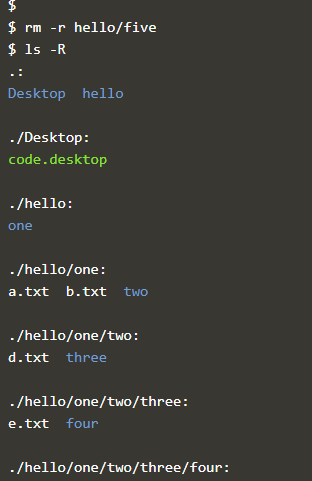 $
$ rm -r hello/five
$ ls -R
.:
Desktop  hello

./Desktop:
code.desktop

./hello:
one

./hello/one:
a.txt  b.txt  two

./hello/one/two:
d.txt  three

./hello/one/two/three:
e.txt  four

./hello/one/two/three/four: